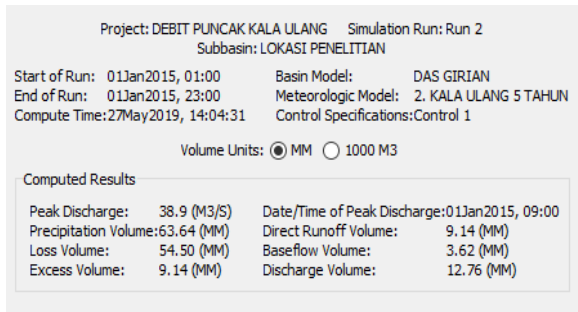 Project: DEBIT PUNCAK KALA ULANG Simulation Run: Run 2
Subbasin: LOKASI PENELITIAN
Start of Run: 01Jan2015, 01:00 Basin Model: DAS GIRIAN
End of Run: 01Jan2015, 23:00 Meteorologic Model: 2. KALA ULANG 5 TAHUN
Compute Time:27May2019, 14:04:31 Control Specifications:Control 1
Volume Units: MM 1000 M3
Computed Results
Peak Discharge: 38.9 (M3/S) Date/Time of Peak Discharge:01Jan2015, 09:00
Precipitation Volume:63.64 (MM) Direct Runoff Volume: 9.14 (MM)
Loss Volume: 54.50 (MM) Baseflow Volume: 3.62 (MM)
Excess Volume: 9.14 (MM) Discharge Volume: 12.76 (MM)